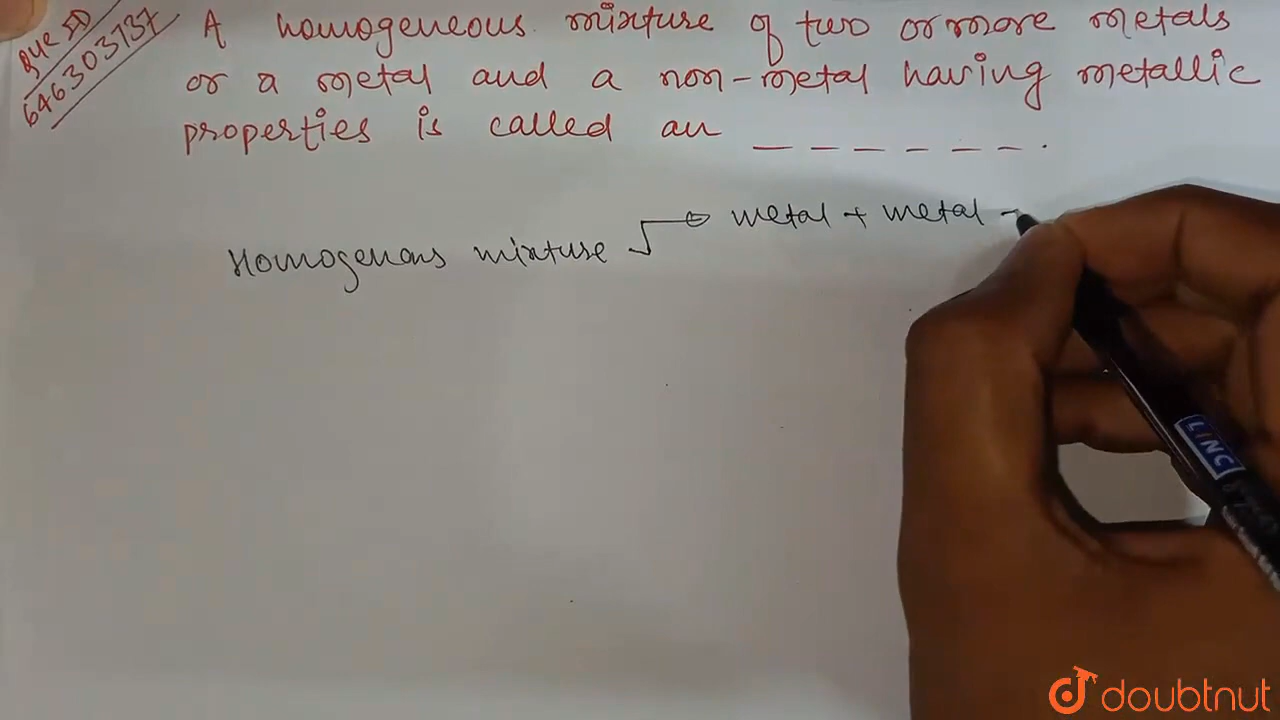 Que ID
646303737
A homogeneous mixture of two or more metals
or a metal and a non-metal having metallic
properties is called an _ _ _ _ _ _.
Homogenous mixture → metal + metal -
LINC
doubtnut